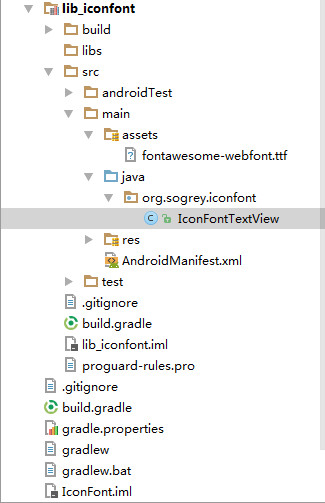 lib_iconfont
build
libs
src
androidTest
main
assets
fontawesome-webfont.ttf
java
org.sogrey.iconfont
IconFontTextView
res
AndroidManifest.xml
test
.gitignore
build.gradle
lib_iconfont.iml
proguard-rules.pro
.gitignore
build.gradle
gradle.properties
gradlew
gradlew.bat
IconFont.iml